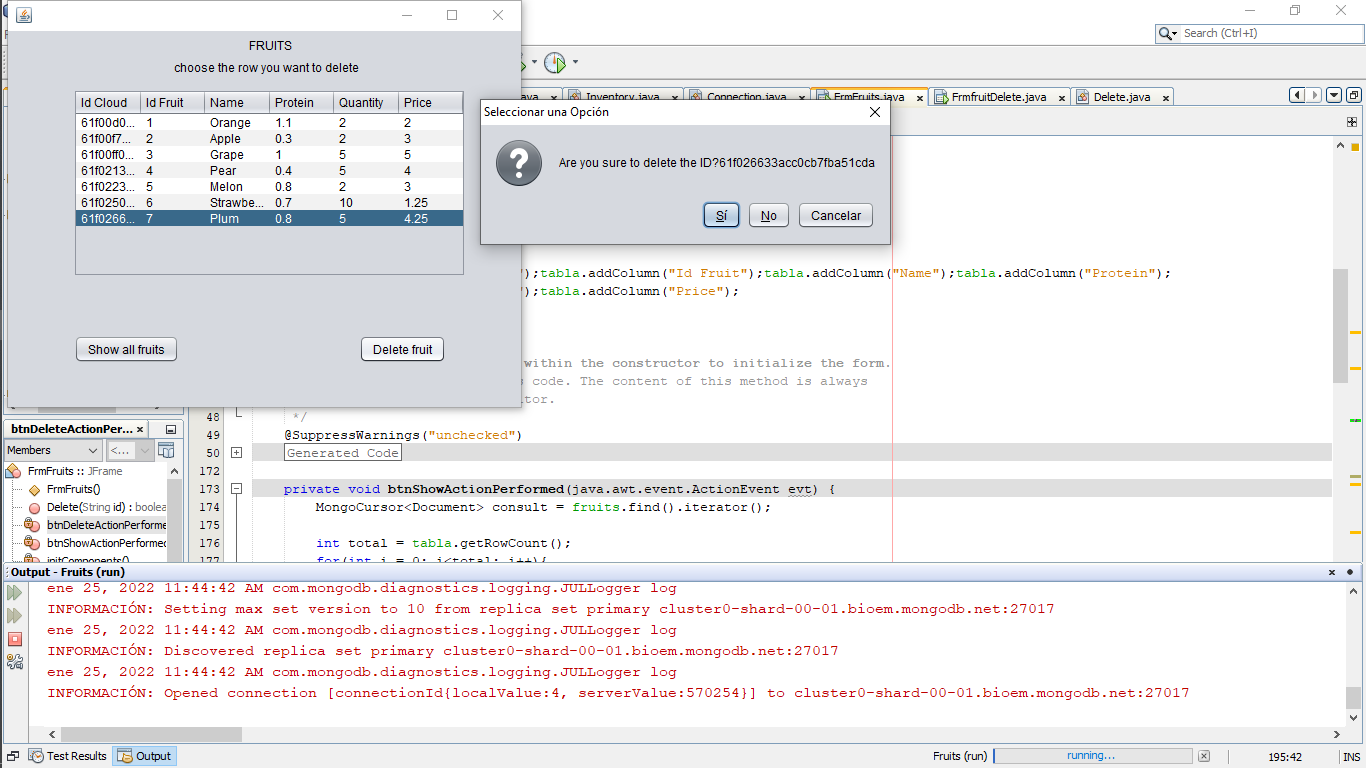 FRUITS
choose the row you want to delete
Id Cloud Id Fruit Name Protein Quantity Price
61f00d0... 1 Orange 1.1 2 2
61f00f7... 2 Apple 0.3 2 3
61f00ff0... 3 Grape 1 5 5
61f0213... 4 Pear 0.4 5 4
61f0223... 5 Melon 0.8 2 3
61f0250... 6 Strawbe... 0.7 10 1.25
61f0266... 7 Plum 0.8 5 4.25
Show all fruits Delete fruit
Search (Ctrl+I)
Inventory.java Connection.java FrmFruits.java FrmfruitDelete.java Delete.java
Seleccionar una Opción
Are you sure to delete the ID?61f026633acc0cb7fba51cda
Sí No Cancelar
");tabla.addColumn("Id Fruit");tabla.addColumn("Name");tabla.addColumn("Protein");
");tabla.addColumn("Price");
within the constructor to initialize the form.
code. The content of this method is always
48 */
49 @SuppressWarnings("unchecked")
50 Generated Code
172
173 private void btnShowActionPerformed(java.awt.event.ActionEvent evt) {
174 MongoCursor<Document> consult = fruits.find().iterator();
175
176 int total = tabla.getRowCount();
177 for(int i = 0; i<total; i++){
btnDeleteActionPer...
Members <...
FrmFruits :: JFrame
FrmFruits()
Delete(String id) : boolea
btnDeleteActionPerforme
btnShowActionPerformed
initComponents()
Output - Fruits (run)
ene 25, 2022 11:44:42 AM com.mongodb.diagnostics.logging.JULLogger log
INFORMACIÓN: Setting max set version to 10 from replica set primary cluster0-shard-00-01.bioem.mongodb.net:27017
ene 25, 2022 11:44:42 AM com.mongodb.diagnostics.logging.JULLogger log
INFORMACIÓN: Discovered replica set primary cluster0-shard-00-01.bioem.mongodb.net:27017
ene 25, 2022 11:44:42 AM com.mongodb.diagnostics.logging.JULLogger log
INFORMACIÓN: Opened connection [connectionId{localValue:4, serverValue:570254}] to cluster0-shard-00-01.bioem.mongodb.net:27017
Test Results Output Fruits (run) running... 195:42 INS